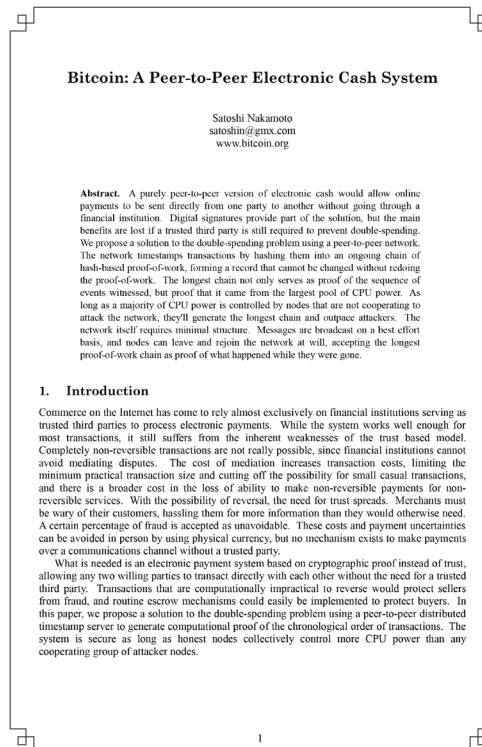 Bitcoin: A Peer-to-Peer Electronic Cash System
Satoshi Nakamoto
satoshin@gmx.com
www.bitcoin.org
Abstract. A purely peer-to-peer version of electronic cash would allow online
payments to be sent directly from one party to another without going through a
financial institution. Digital signatures provide part of the solution, but the main
benefits are lost if a trusted third party is still required to prevent double-spending.
We propose a solution to the double-spending problem using a peer-to-peer network.
The network timestamps transactions by hashing them into an ongoing chain of
hash-based proof-of-work, forming a record that cannot be changed without redoing
the proof-of-work. The longest chain not only serves as proof of the sequence of
events witnessed, but proof that it came from the largest pool of CPU power. As
long as a majority of CPU power is controlled by nodes that are not cooperating to
attack the network, they'll generate the longest chain and outpace attackers. The
network itself requires minimal structure. Messages are broadcast on a best effort
basis, and nodes can leave and rejoin the network at will, accepting the longest
proof-of-work chain as proof of what happened while they were gone.
1. Introduction
Commerce on the Internet has come to rely almost exclusively on financial institutions serving as
trusted third parties to process electronic payments. While the system works well enough for
most transactions, it still suffers from the inherent weaknesses of the trust based model.
Completely non-reversible transactions are not really possible, since financial institutions cannot
avoid mediating disputes. The cost of mediation increases transaction costs, limiting the
minimum practical transaction size and cutting off the possibility for small casual transactions,
and there is a broader cost in the loss of ability to make non-reversible payments for non-
reversible services. With the possibility of reversal, the need for trust spreads. Merchants must
be wary of their customers, hassling them for more information than they would otherwise need.
A certain percentage of fraud is accepted as unavoidable. These costs and payment uncertainties
can be avoided in person by using physical currency, but no mechanism exists to make payments
over a communications channel without a trusted party.
What is needed is an electronic payment system based on cryptographic proof instead of trust,
allowing any two willing parties to transact directly with each other without the need for a trusted
third party. Transactions that are computationally impractical to reverse would protect sellers
from fraud, and routine escrow mechanisms could easily be implemented to protect buyers. In
this paper, we propose a solution to the double-spending problem using a peer-to-peer distributed
timestamp server to generate computational proof of the chronological order of transactions. The
system is secure as long as honest nodes collectively control more CPU power than any
cooperating group of attacker nodes.
1